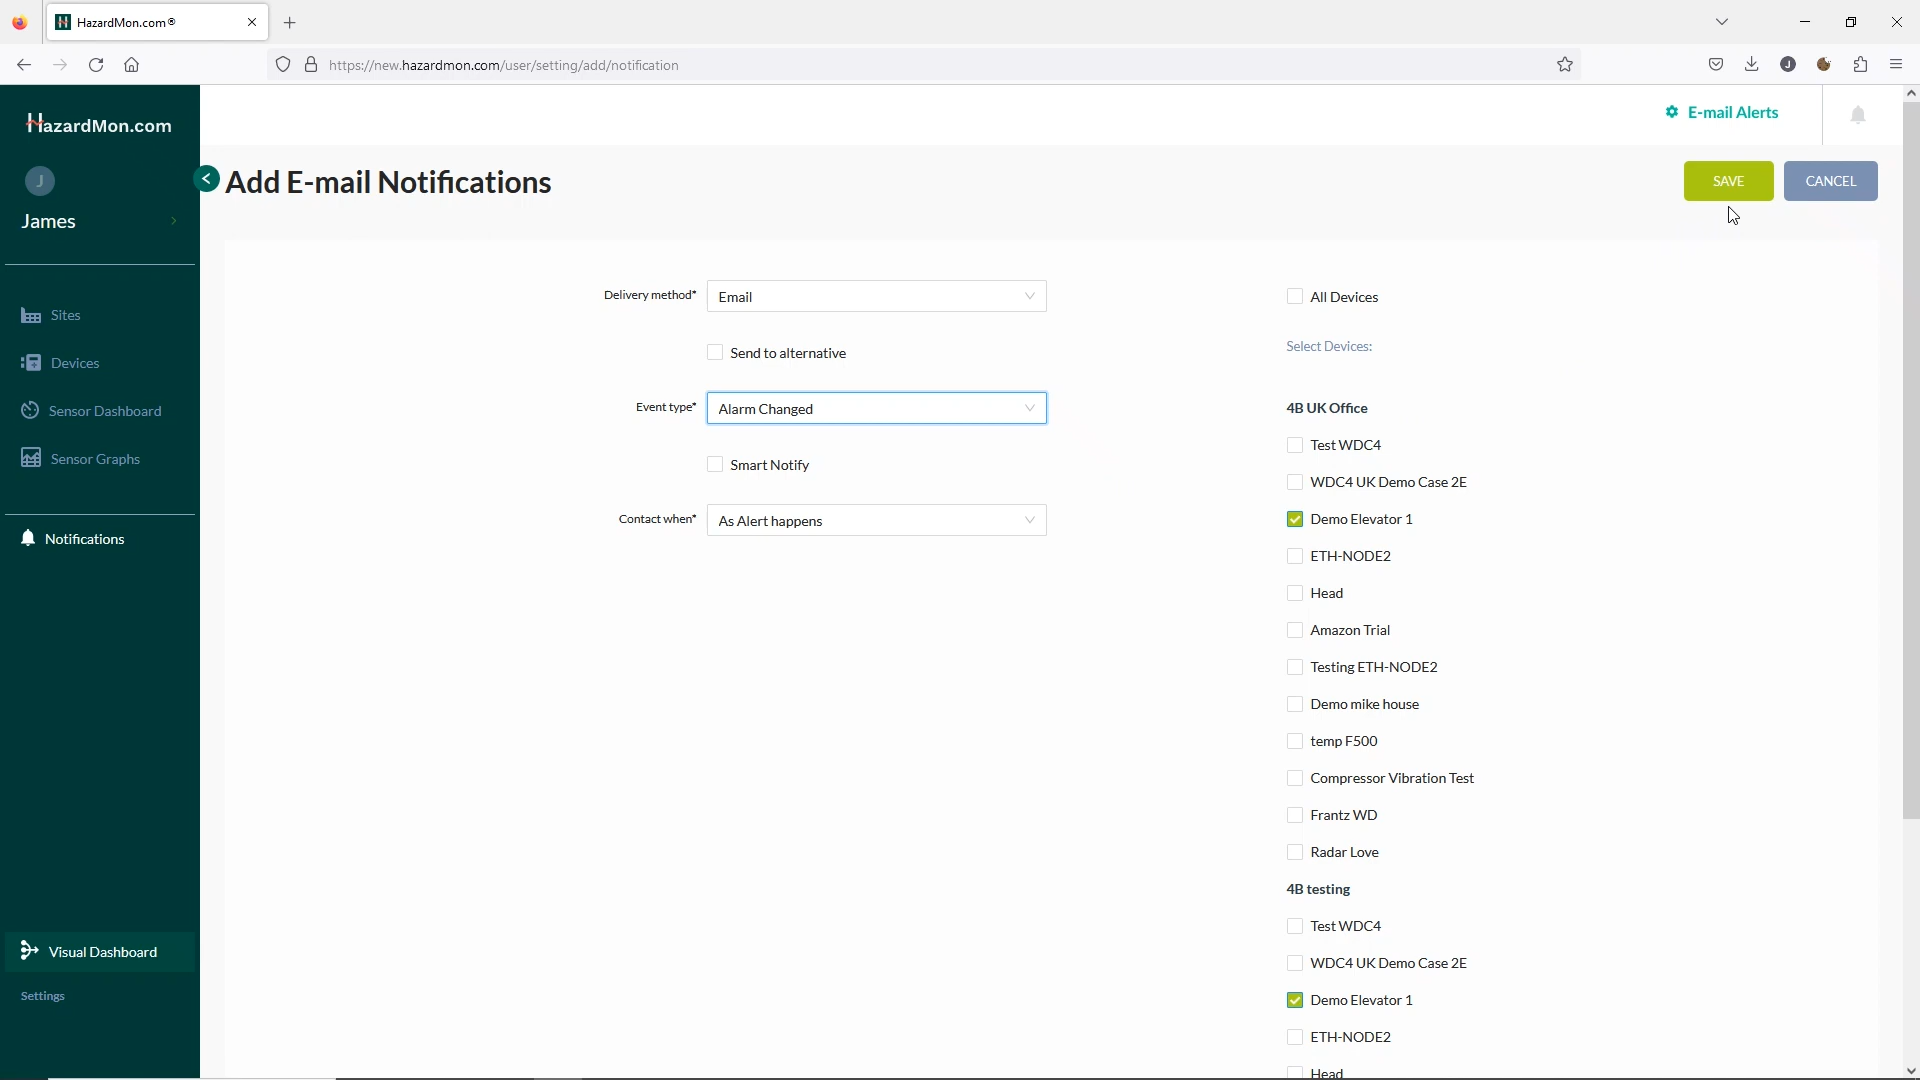 HazardMon.com®
https://new.hazardmon.com/user/setting/add/notification
J
HazardMon.com
E-mail Alerts
J
James
Add E-mail Notifications
SAVE
CANCEL
Sites
Devices
Sensor Dashboard
Sensor Graphs
Notifications
Visual Dashboard
Settings
Delivery method*
Email
Send to alternative
Event type*
Alarm Changed
Smart Notify
Contact when*
As Alert happens
All Devices
Select Devices:
4B UK Office
Test WDC4
WDC4 UK Demo Case 2E
Demo Elevator 1
ETH-NODE2
Head
Amazon Trial
Testing ETH-NODE2
Demo mike house
temp F500
Compressor Vibration Test
Frantz WD
Radar Love
4B testing
Test WDC4
WDC4 UK Demo Case 2E
Demo Elevator 1
ETH-NODE2
Head